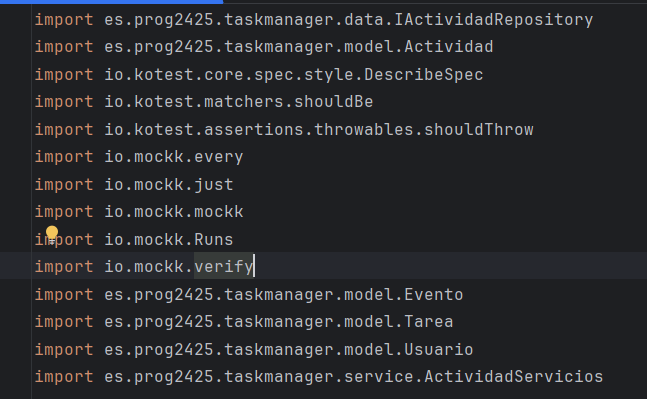 import es.prog2425.taskmanager.data.IActividadRepository
import es.prog2425.taskmanager.model.Actividad
import io.kotest.core.spec.style.DescribeSpec
import io.kotest.matchers.shouldBe
import io.kotest.assertions.throwables.shouldThrow
import io.mockk.every
import io.mockk.just
import io.mockk.mockk
import io.mockk.Runs
import io.mockk.verify
import es.prog2425.taskmanager.model.Evento
import es.prog2425.taskmanager.model.Tarea
import es.prog2425.taskmanager.model.Usuario
import es.prog2425.taskmanager.service.ActividadServicios